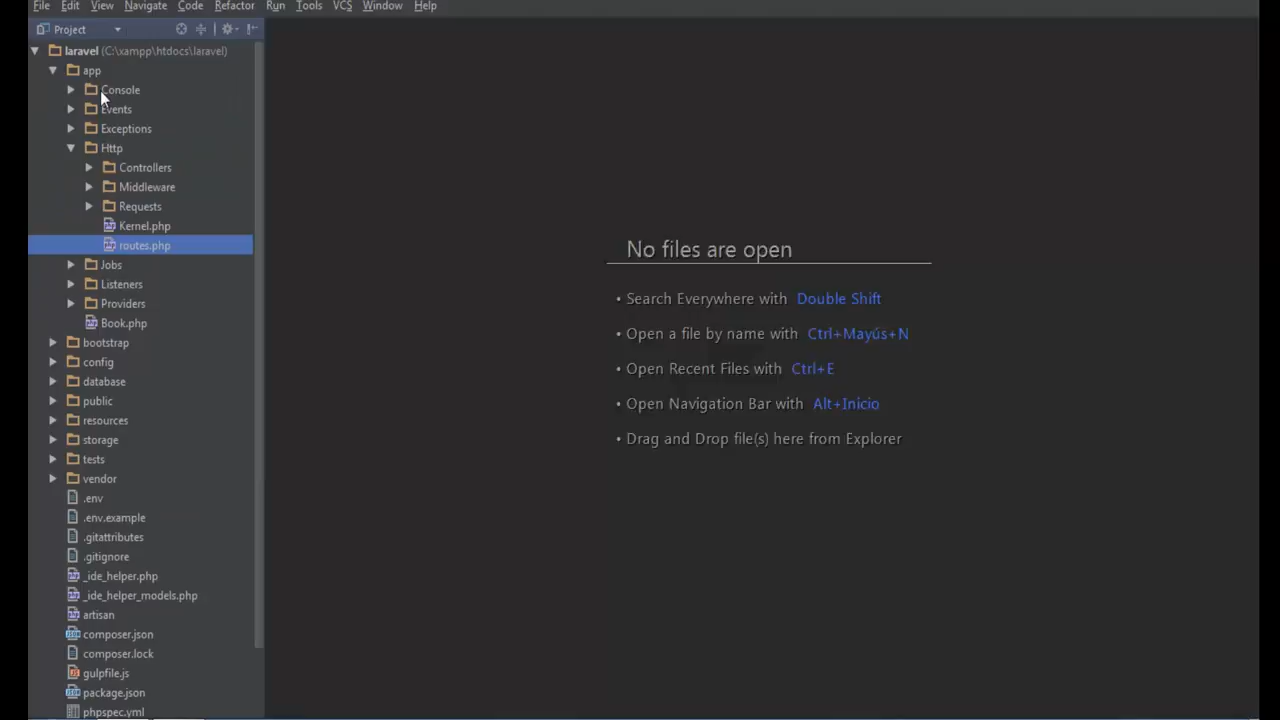 File Edit View Navigate Code Refactor Run Tools VCS Window Help
Project
laravel (C:\xampp\htdocs\laravel)
app
Console
Events
Exceptions
Http
Controllers
Middleware
Requests
Kernel.php
routes.php
Jobs
Listeners
Providers
Book.php
bootstrap
config
database
public
resources
storage
tests
vendor
.env
.env.example
.gitattributes
.gitignore
_ide_helper.php
_ide_helper_models.php
artisan
composer.json
composer.lock
gulpfile.js
package.json
phpspec.yml
No files are open
• Search Everywhere with Double Shift
• Open a file by name with Ctrl+Mayús+N
• Open Recent Files with Ctrl+E
• Open Navigation Bar with Alt+Inicio
• Drag and Drop file(s) here from Explorer